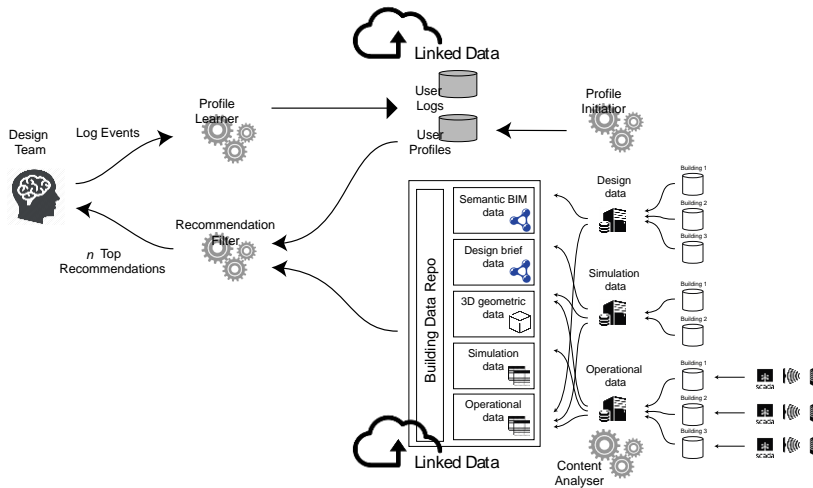 Linked Data
User
Logs
Profile
Learner
Profile
Initiatior
Log Events
Design
Team
User
Profiles
Recommendation
Filter
n Top
Recommendations
Building Data Repo
Semantic BIM
data
Design brief
data
3D geometric
data
Simulation
data
Operational
data
Design
data
Building 1
Building 2
Building 3
Simulation
data
Building 1
Building 2
Operational
data
Building 1
Building 2
Building 3
scada
scada
scada
Linked Data
Content
Analyser